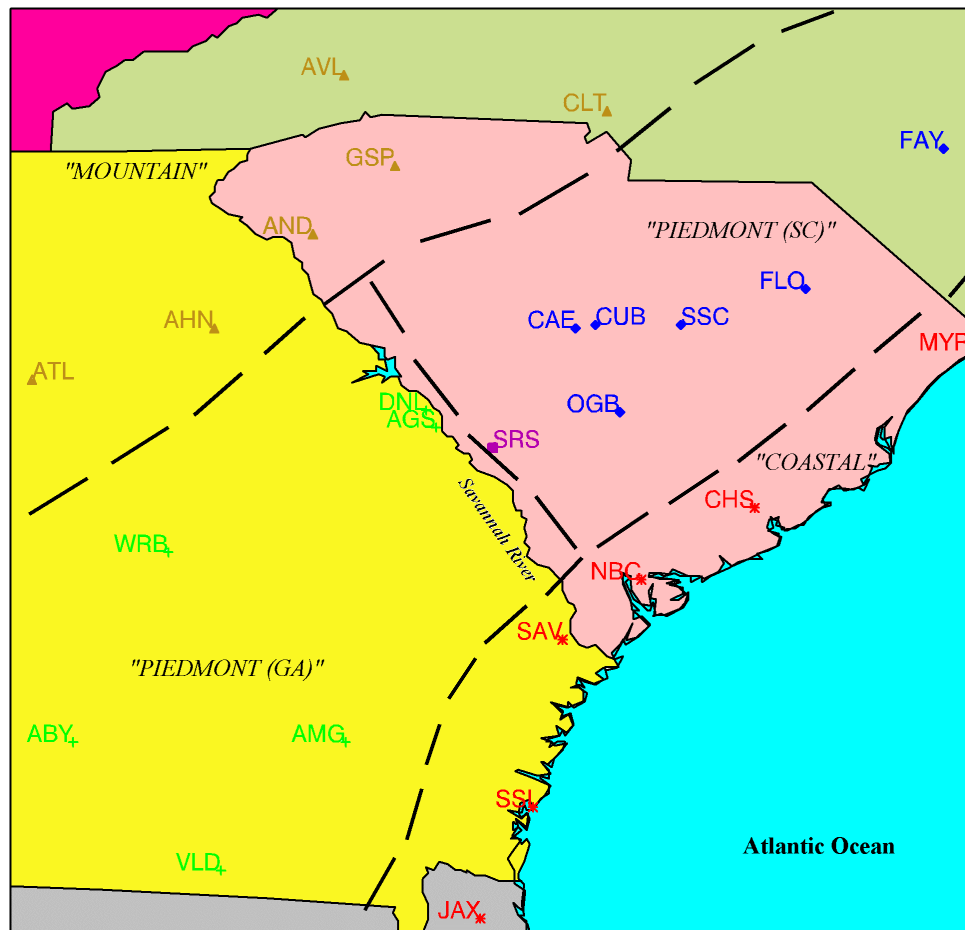 AVL
CLT
FAY
GSP
"MOUNTAIN"
AND
"PIEDMONT (SC)"
FLO
AHN
CAE
CUB
SSC
MYR
ATL
DNL
OGB
AGS
SRS
"COASTAL"
Savannah River
CHS
WRB
NBC
SAV
"PIEDMONT (GA)"
ABY
AMG
SSI
Atlantic Ocean
VLD
JAX